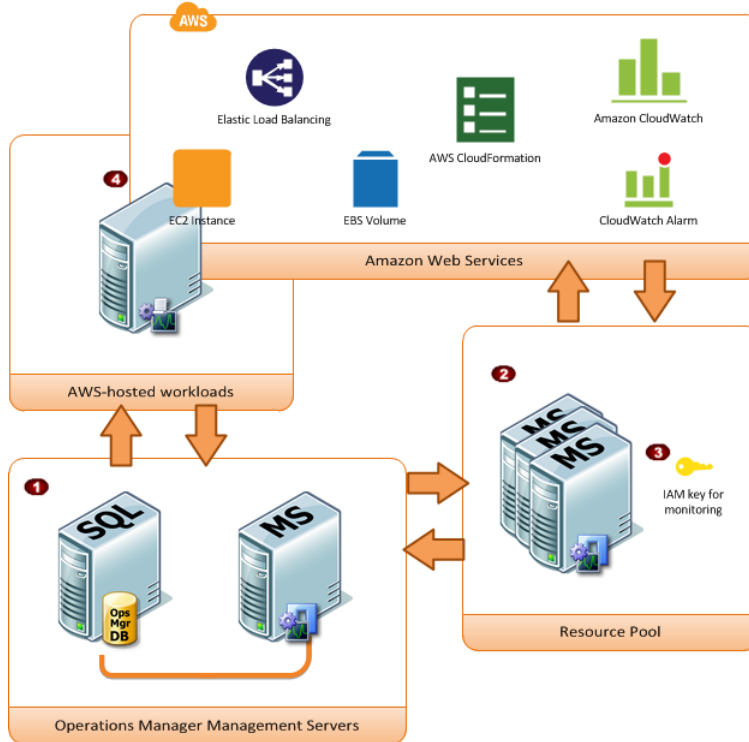 AWS
Elastic Load Balancing
AWS CloudFormation
Amazon CloudWatch
4
EC2 Instance
EBS Volume
CloudWatch Alarm
Amazon Web Services
AWS-hosted workloads
2
MS
MS
MS
3
IAM key for
monitoring
Resource Pool
1
SQL
Ops
Mgr
DB
MS
Operations Manager Management Servers